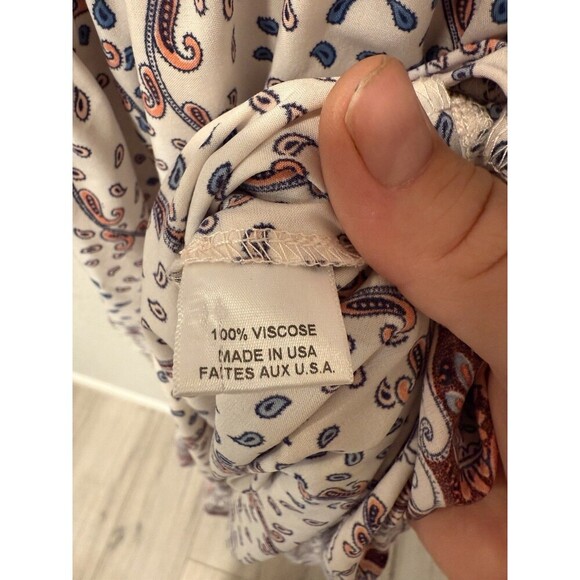 100% VISCOSE
MADE IN USA
FAITES AUX U.S.A.